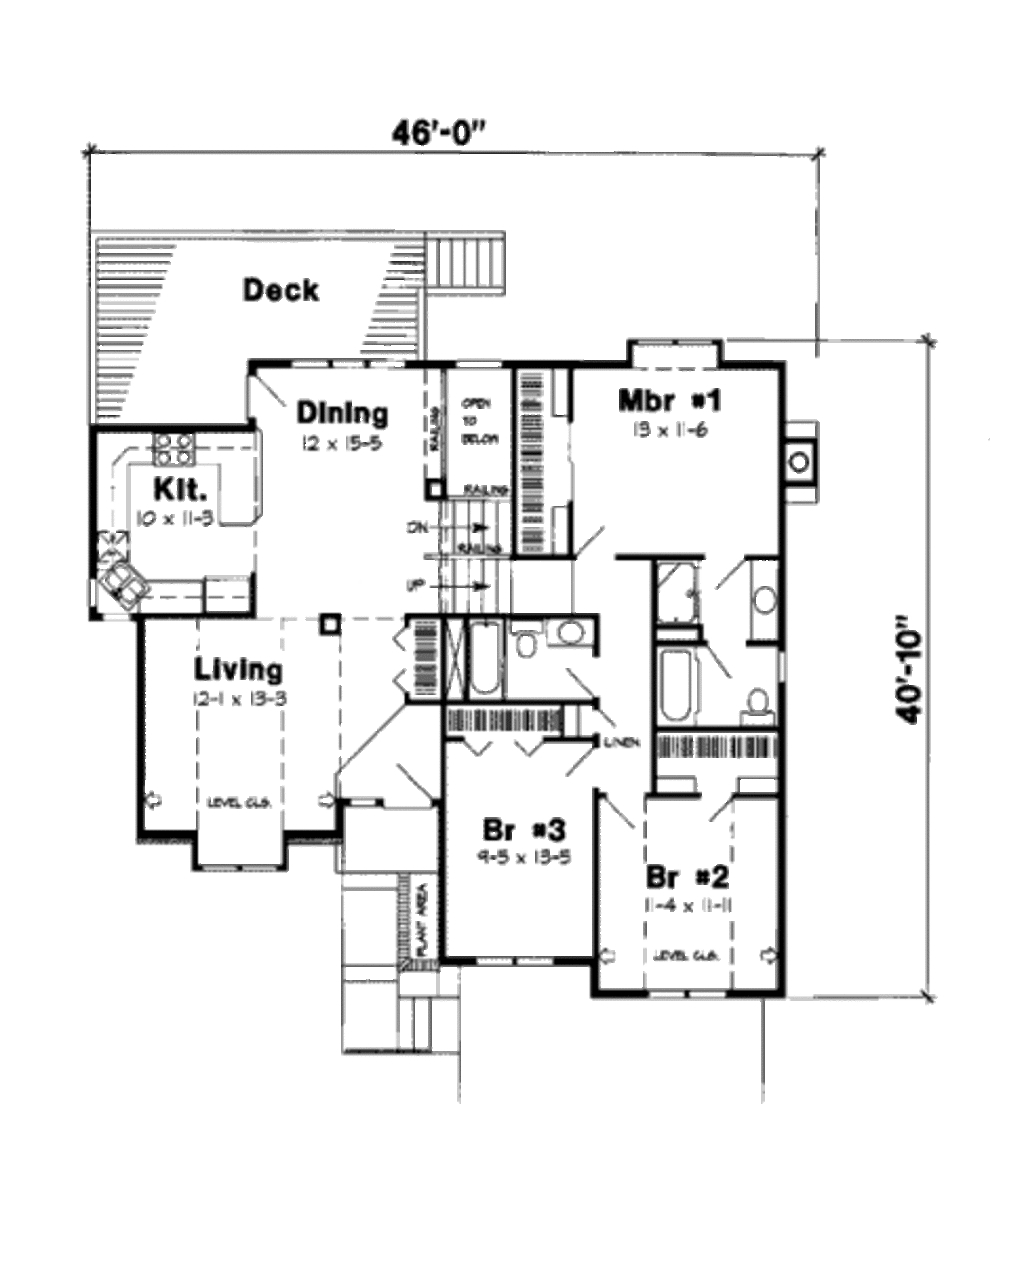 46'-0"
Deck
Dining
12 x 15-5
RAILING
OPEN
TO
BELOW
RAILING
Mbr #1
13 x 11-6
Kit.
10 x 11-3
DN
RAILING
UP
40'-10"
Living
12-1 x 13-3
LINEN
LEVEL CLG.
Br #3
9-5 x 13-5
Br #2
11-4 x 11-11
PLANT AREA
LEVEL CLG.